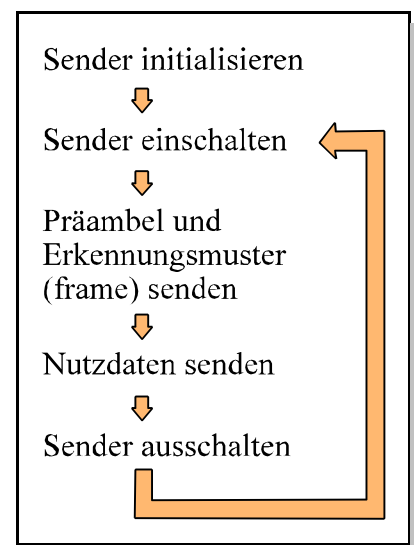 Sender initialisieren
Sender einschalten
Präambel und
Erkennungsmuster
(frame) senden
Nutzdaten senden
Sender ausschalten